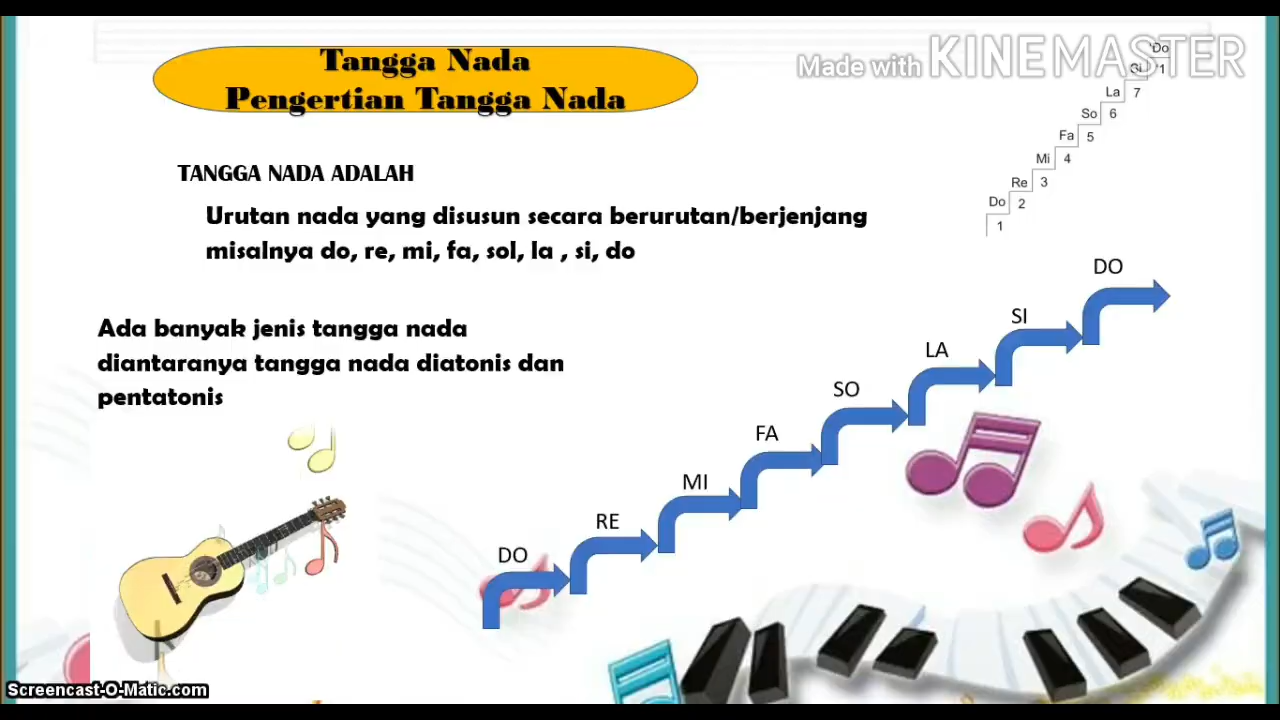 Tangga Nada
Pengertian Tangga Nada
Made with KINEMASTER
TANGGA NADA ADALAH
Urutan nada yang disusun secara berurutan/berjenjang
misalnya do, re, mi, fa, sol, la , si, do
Ada banyak jenis tangga nada
diantaranya tangga nada diatonis dan
pentatonis
Do
Si 1
La 7
So 6
Fa 5
Mi 4
Re 3
Do 2
1
DO
SI
LA
SO
FA
MI
RE
DO
Screencast-O-Matic.com